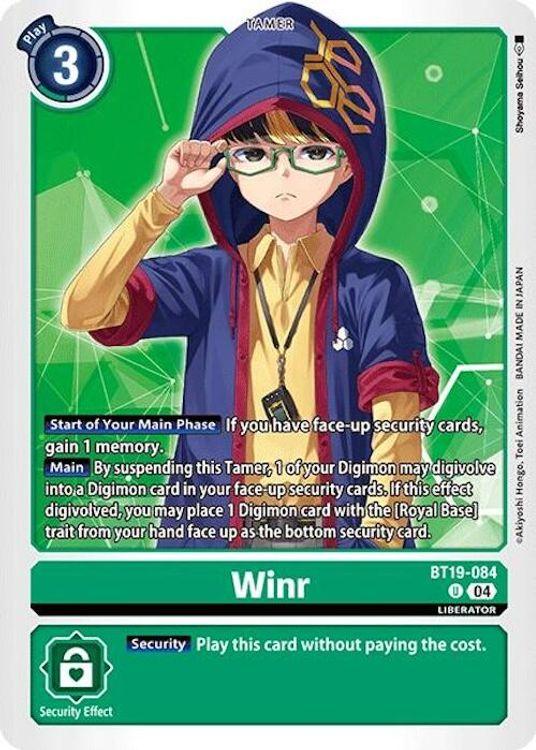 TAMER
Play
3
Shoyama Seihou
Start of Your Main Phase If you have face-up security cards,
gain 1 memory.
Main By suspending this Tamer, 1 of your Digimon may digivolve
into a Digimon card in your face-up security cards. If this effect
digivolved, you may place 1 Digimon card with the [Royal Base]
trait from your hand face up as the bottom security card.
©Akiyoshi Hongo, Toei Animation BANDAI MADE IN JAPAN
Winr
BT19-084
U 04
LIBERATOR
Security Play this card without paying the cost.
Security Effect